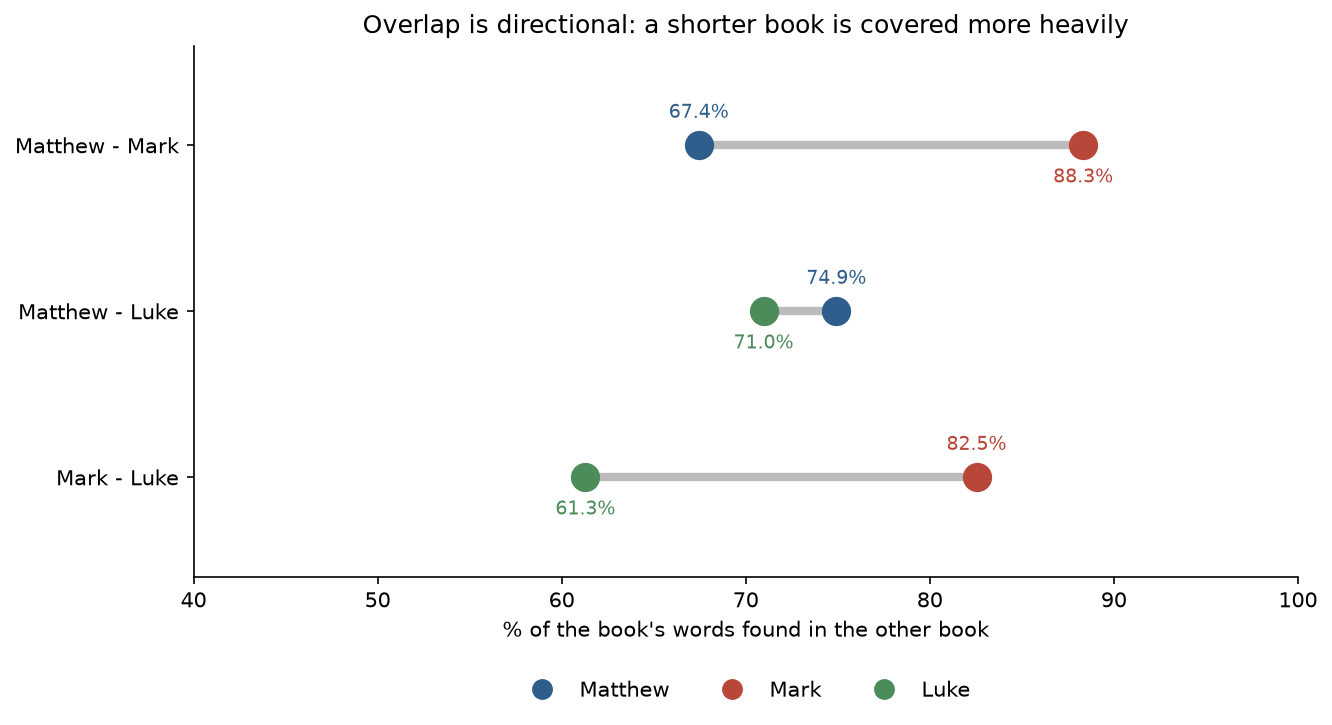 Overlap is directional: a shorter book is covered more heavily
67.4%
Matthew - Mark
88.3%
74.9%
Matthew - Luke
71.0%
82.5%
Mark - Luke
61.3%
40 50 60 70 80 90 100
% of the book's words found in the other book
Matthew Mark Luke